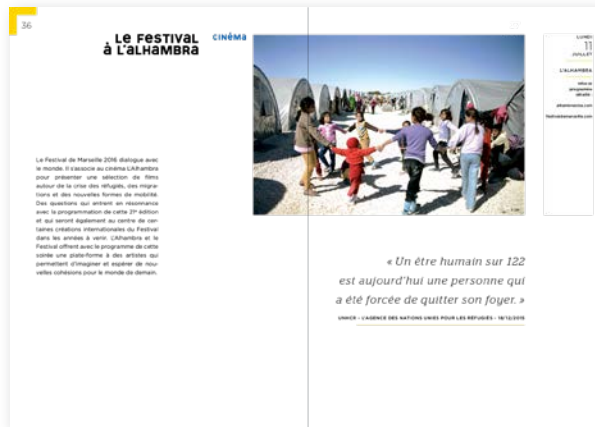 36
Le FESTIVAL
à L'ALHAMBRA
CINÉMA
Le Festival de Marseille 2016 dialogue avec
le monde. Il s'associe au cinéma L'Alhambra
pour présenter une sélection de films
autour de la crise des réfugiés, des migra-
tions et des nouvelles formes de mobilité.
Des questions qui entrent en résonnance
avec la programmation de cette 21e édition
et qui seront également au centre de cer-
taines créations internationales du Festival
dans les années à venir. L'Alhambra et le
Festival offrent avec le programme de cette
soirée une plate-forme à des artistes qui
permettent d'imaginer et espérer de nou-
velles cohésions pour le monde de demain.
« Un être humain sur 122
est aujourd'hui une personne qui
a été forcée de quitter son foyer. »
UNHCR - L'AGENCE DES NATIONS UNIES POUR LES RÉFUGIÉS - 18/12/2015
LUNDI
11
JUILLET
L'ALHAMBRA
programme
détaillé :
alhambracine.com
festivaldemarseille.com